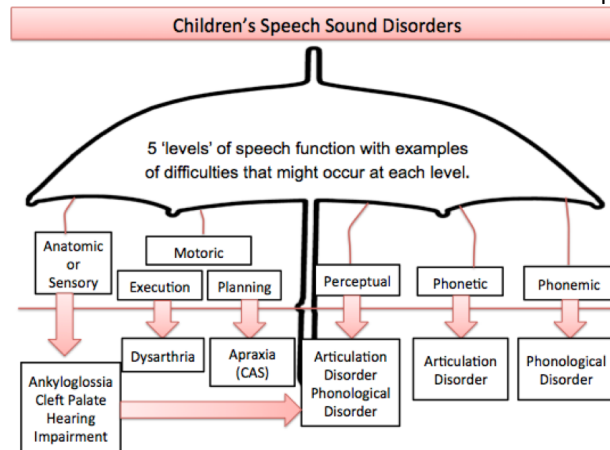 Children's Speech Sound Disorders
5 'levels' of speech function with examples
of difficulties that might occur at each level.
Anatomic
or
Sensory
Motoric
Execution
Planning
Perceptual
Phonetic
Phonemic
Ankyloglossia
Cleft Palate
Hearing
Impairment
Dysarthria
Apraxia
(CAS)
Articulation
Disorder
Phonological
Disorder
Articulation
Disorder
Phonological
Disorder